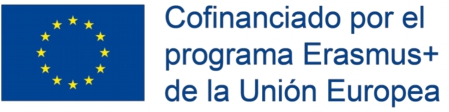 Cofinanciado por el
programa Erasmus+
de la Unión Europea